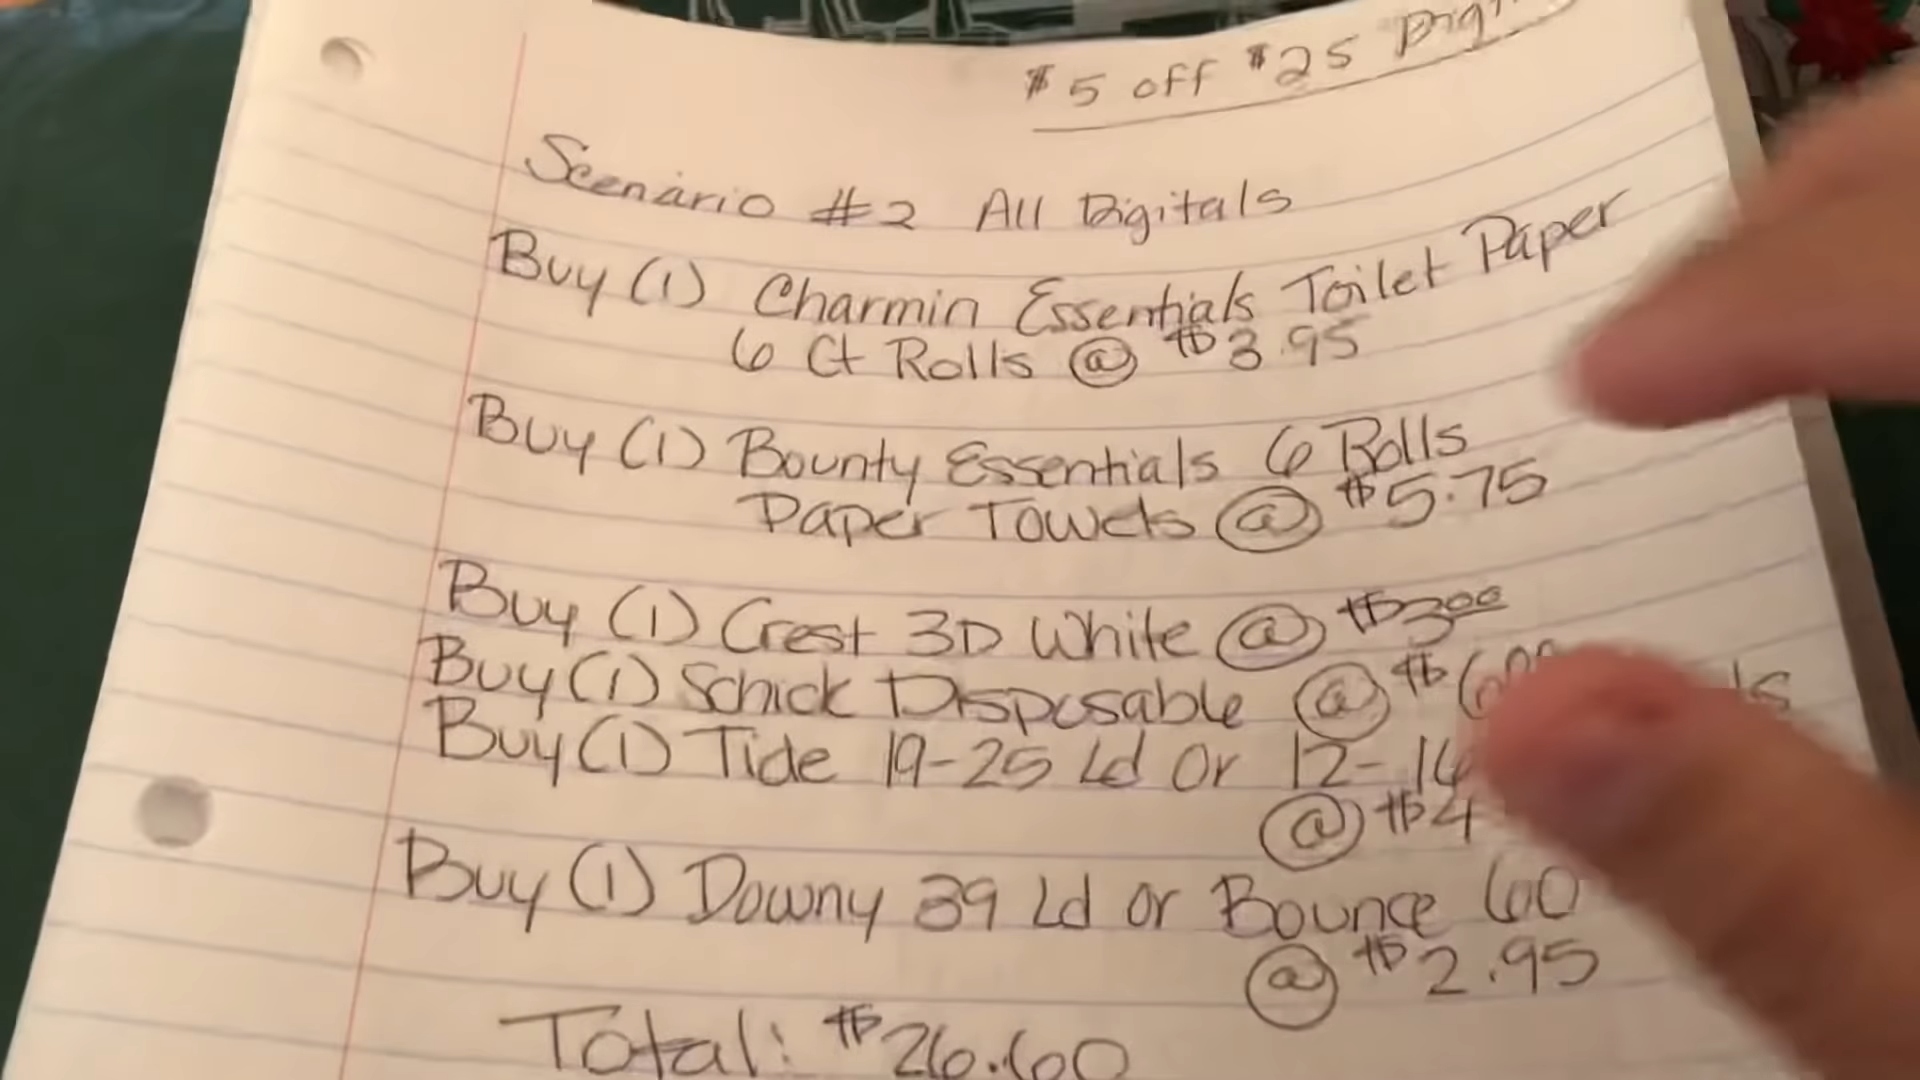 $5 off $25
Scenario #2 All Digitals
Buy (1) Charmin Essentials Toilet Paper
6 Ct Rolls @ $3.95
Buy (1) Bounty Essentials 6 Rolls
Paper Towels @ $5.75
Buy (1) Crest 3D White @ $3.00
Buy (1) Schick Disposable @
Buy (1) Tide 19-25 Ld or 12-
@ $4
Buy (1) Downy 39 Ld or Bounce 60
@ $2.95
Total: $26.60